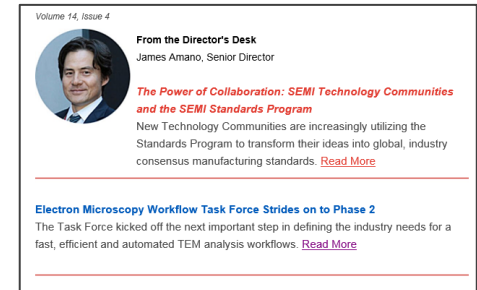 Volume 14, Issue 4
From the Director's Desk
James Amano, Senior Director
The Power of Collaboration: SEMI Technology Communities
and the SEMI Standards Program
New Technology Communities are increasingly utilizing the
Standards Program to transform their ideas into global, industry
consensus manufacturing standards. Read More
Electron Microscopy Workflow Task Force Strides on to Phase 2
The Task Force kicked off the next important step in defining the industry needs for a
fast, efficient and automated TEM analysis workflows. Read More